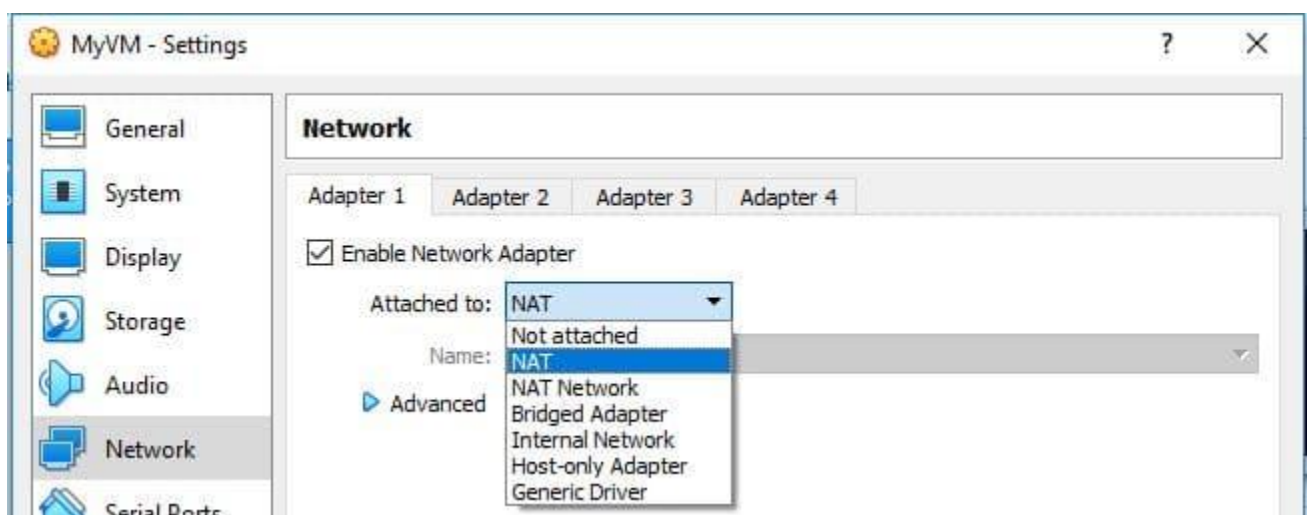 MyVM - Settings
?
General
Network
System
Adapter 1 Adapter 2 Adapter 3 Adapter 4
Display
Enable Network Adapter
Attached to: NAT
Storage
Not attached
Name:
NAT
Audio
Advanced
NAT Network
Bridged Adapter
Network
Internal Network
Host-only Adapter
Generic Driver
Serial Ports